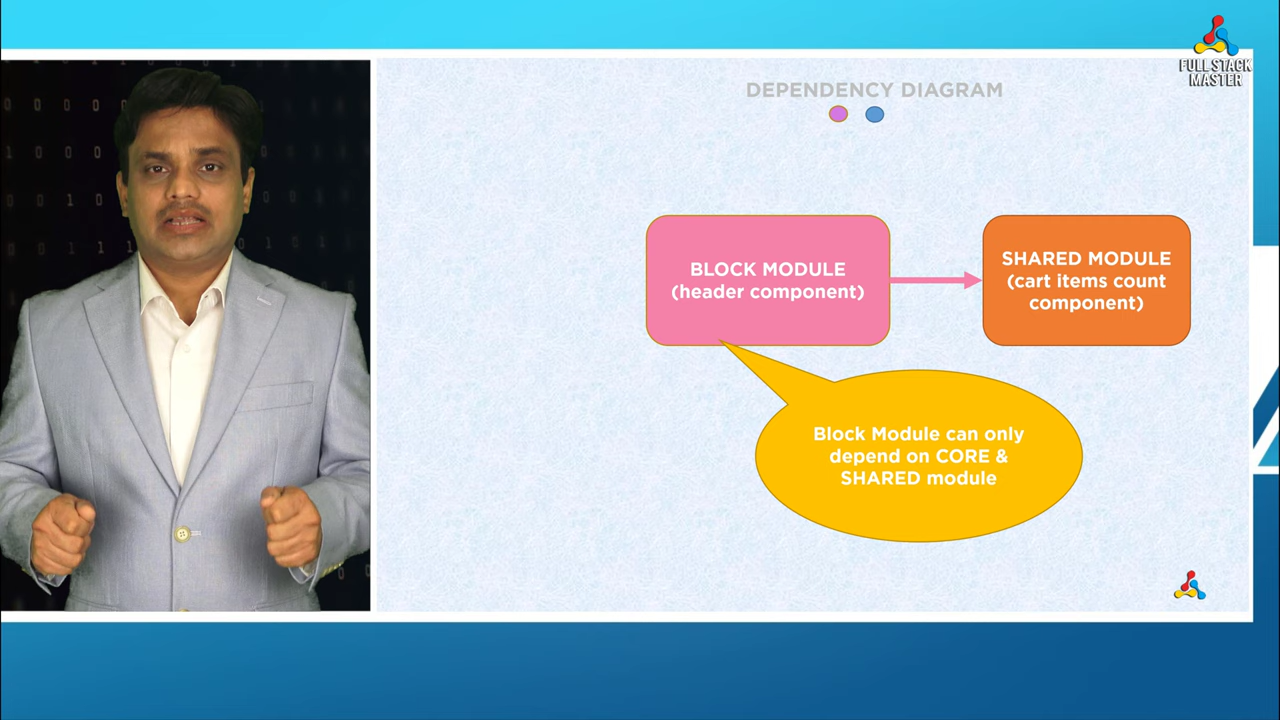 FULL STACK
MASTER
DEPENDENCY DIAGRAM
BLOCK MODULE
(header component)
SHARED MODULE
(cart items count
component)
Block Module can only
depend on CORE &
SHARED module